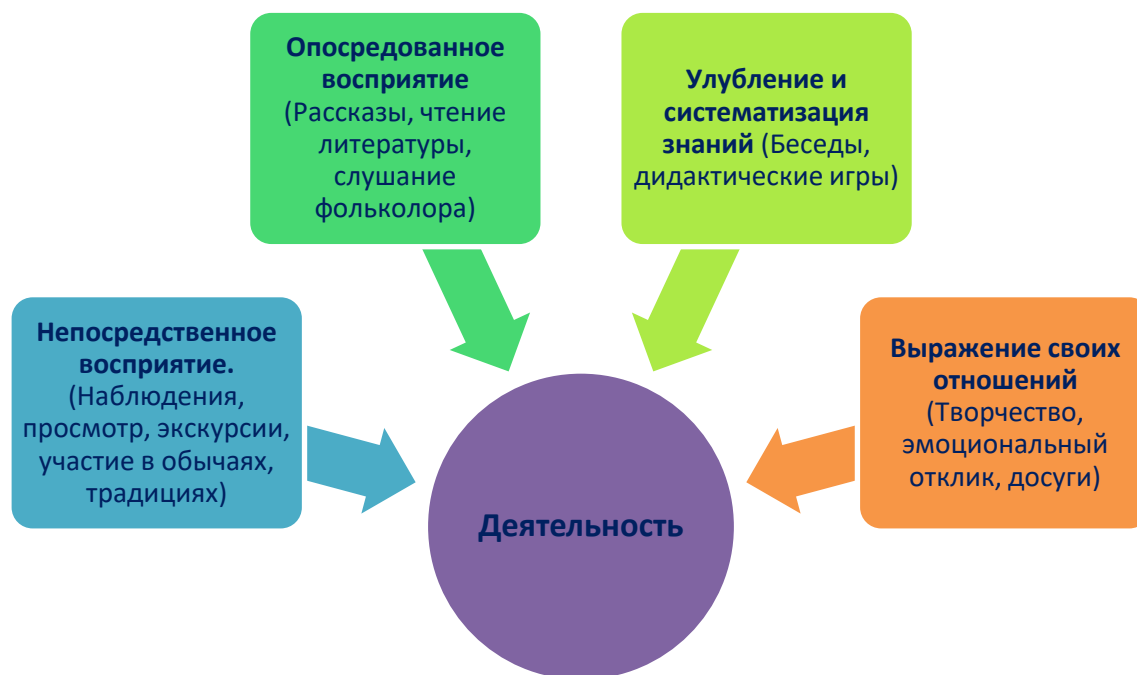 Опосредованное
восприятие
(Рассказы, чтение
литературы,
слушание
фольколора)
Улубление и
систематизация
знаний (Беседы,
дидактические игры)
Непосредственное
восприятие.
(Наблюдения,
просмотр, экскурсии,
участие в обычаях,
традициях)
Выражение своих
отношений
(Творчество,
эмоциональный
отклик, досуги)
Деятельность